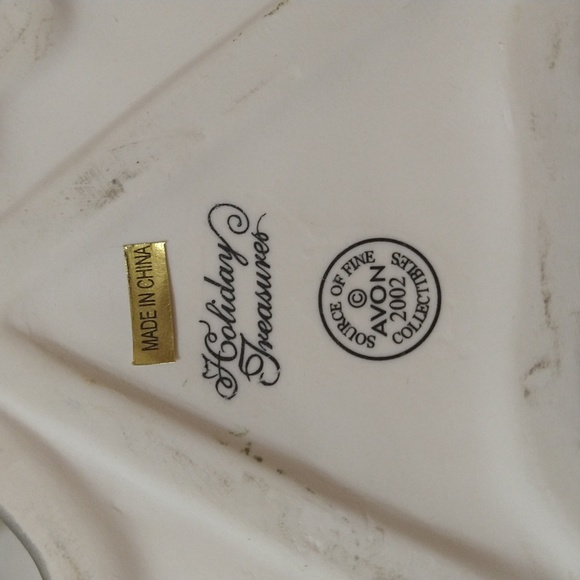 MADE IN CHINA
Holiday
Treasures
SOURCE OF FINE
©
AVON
2002
COLLECTIBLES